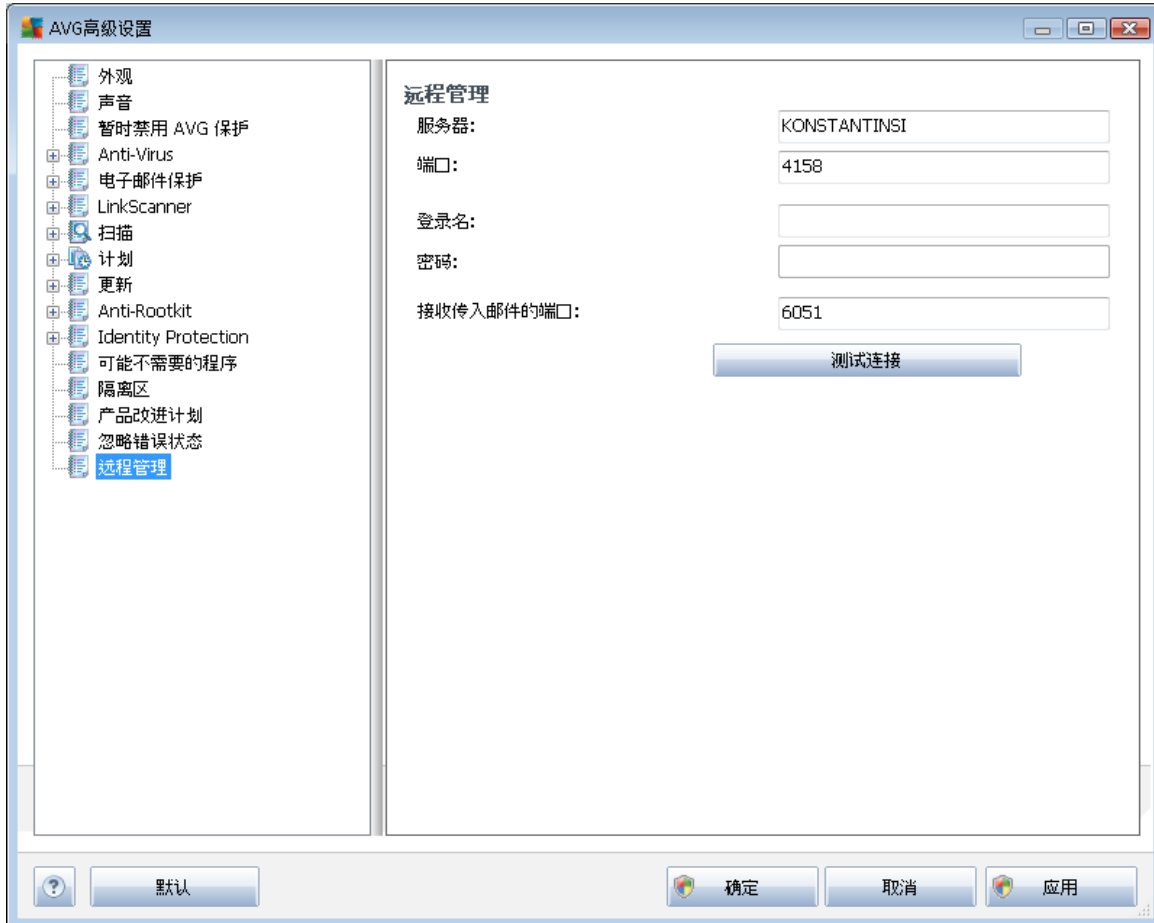 AVG高级设置
外观
声音
暂时禁用 AVG 保护
Anti-Virus
电子邮件保护
LinkScanner
扫描
计划
更新
Anti-Rootkit
Identity Protection
可能不需要的程序
隔离区
产品改进计划
忽略错误状态
远程管理
远程管理
服务器: KONSTANTINSI
端口: 4158
登录名:
密码:
接收传入邮件的端口: 6051
测试连接
? 默认 确定 取消 应用